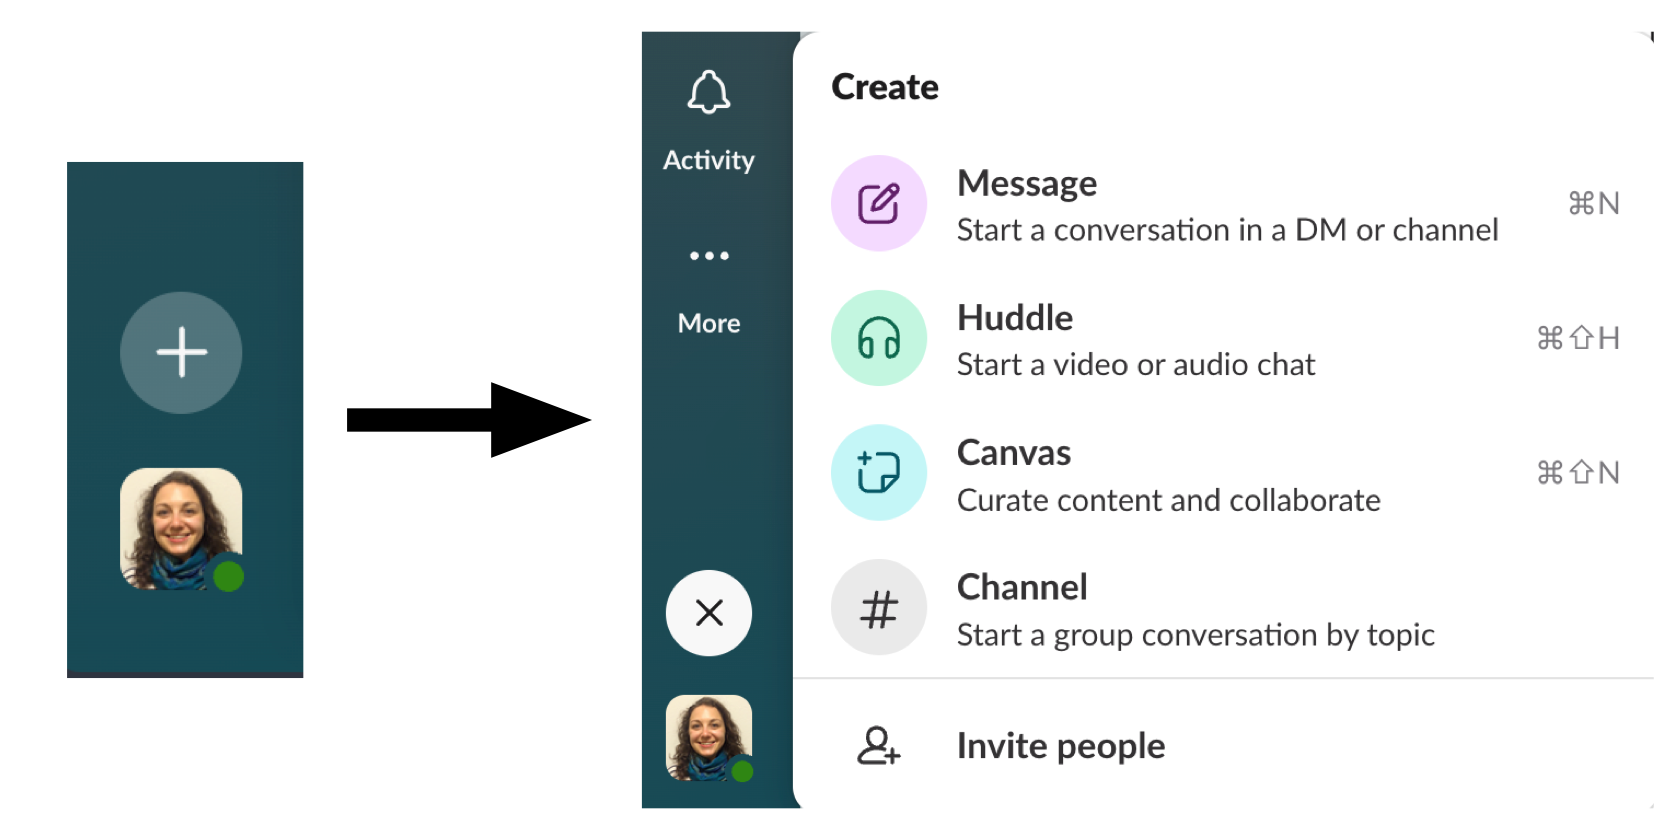 Activity
More
Create
Message
Start a conversation in a DM or channel
⌘N
Huddle
Start a video or audio chat
⌘⇧H
Canvas
Curate content and collaborate
⌘⇧N
Channel
Start a group conversation by topic
Invite people